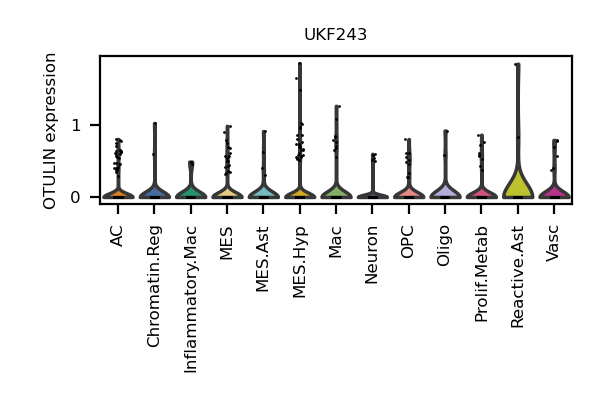 UKF243
OTULIN expression
1
0
AC
Chromatin.Reg
Inflammatory.Mac
MES
MES.Ast
MES.Hyp
Mac
Neuron
OPC
Oligo
Prolif.Metab
Reactive.Ast
Vasc